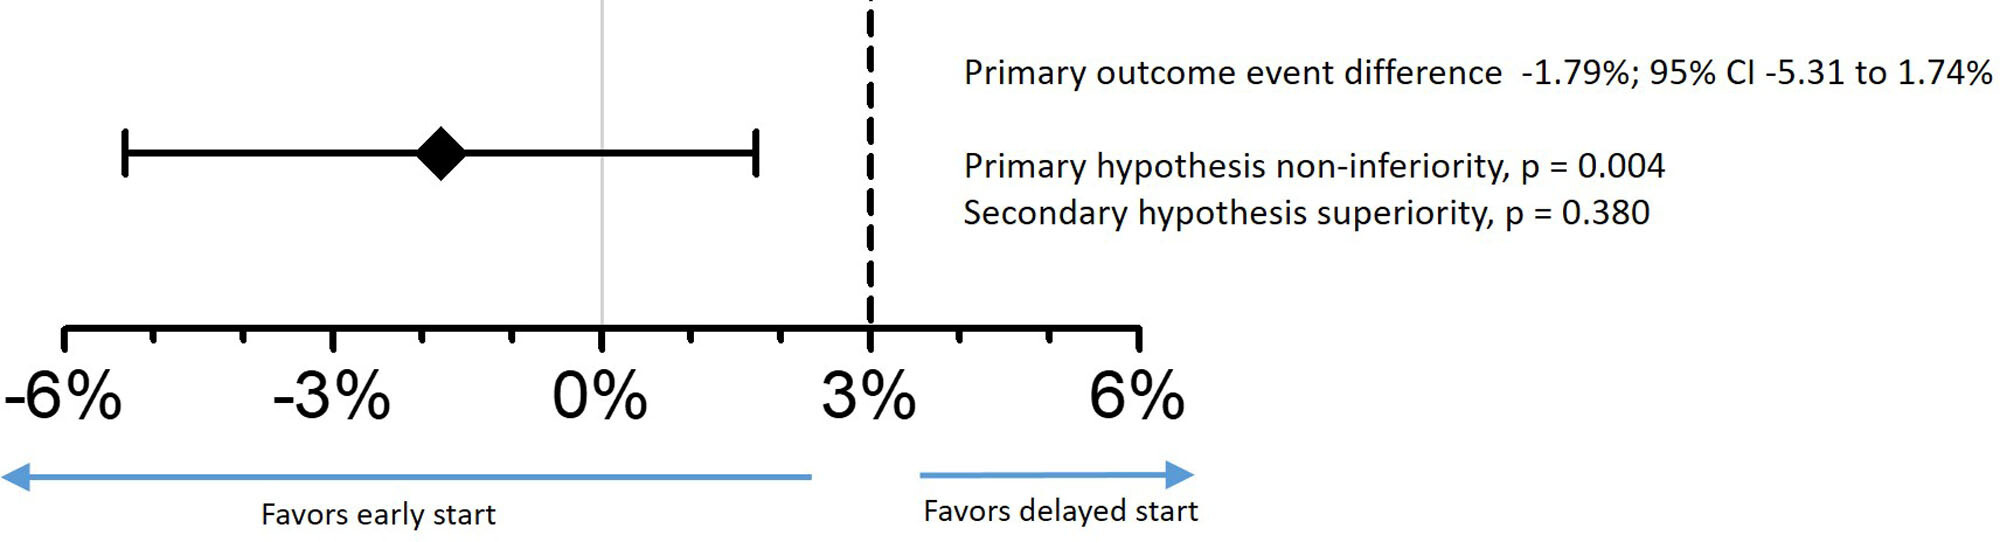 Primary outcome event difference -1.79%; 95% CI -5.31 to 1.74%
Primary hypothesis non-inferiority, p = 0.004
Secondary hypothesis superiority, p = 0.380
-6% -3% 0% 3% 6%
Favors early start Favors delayed start